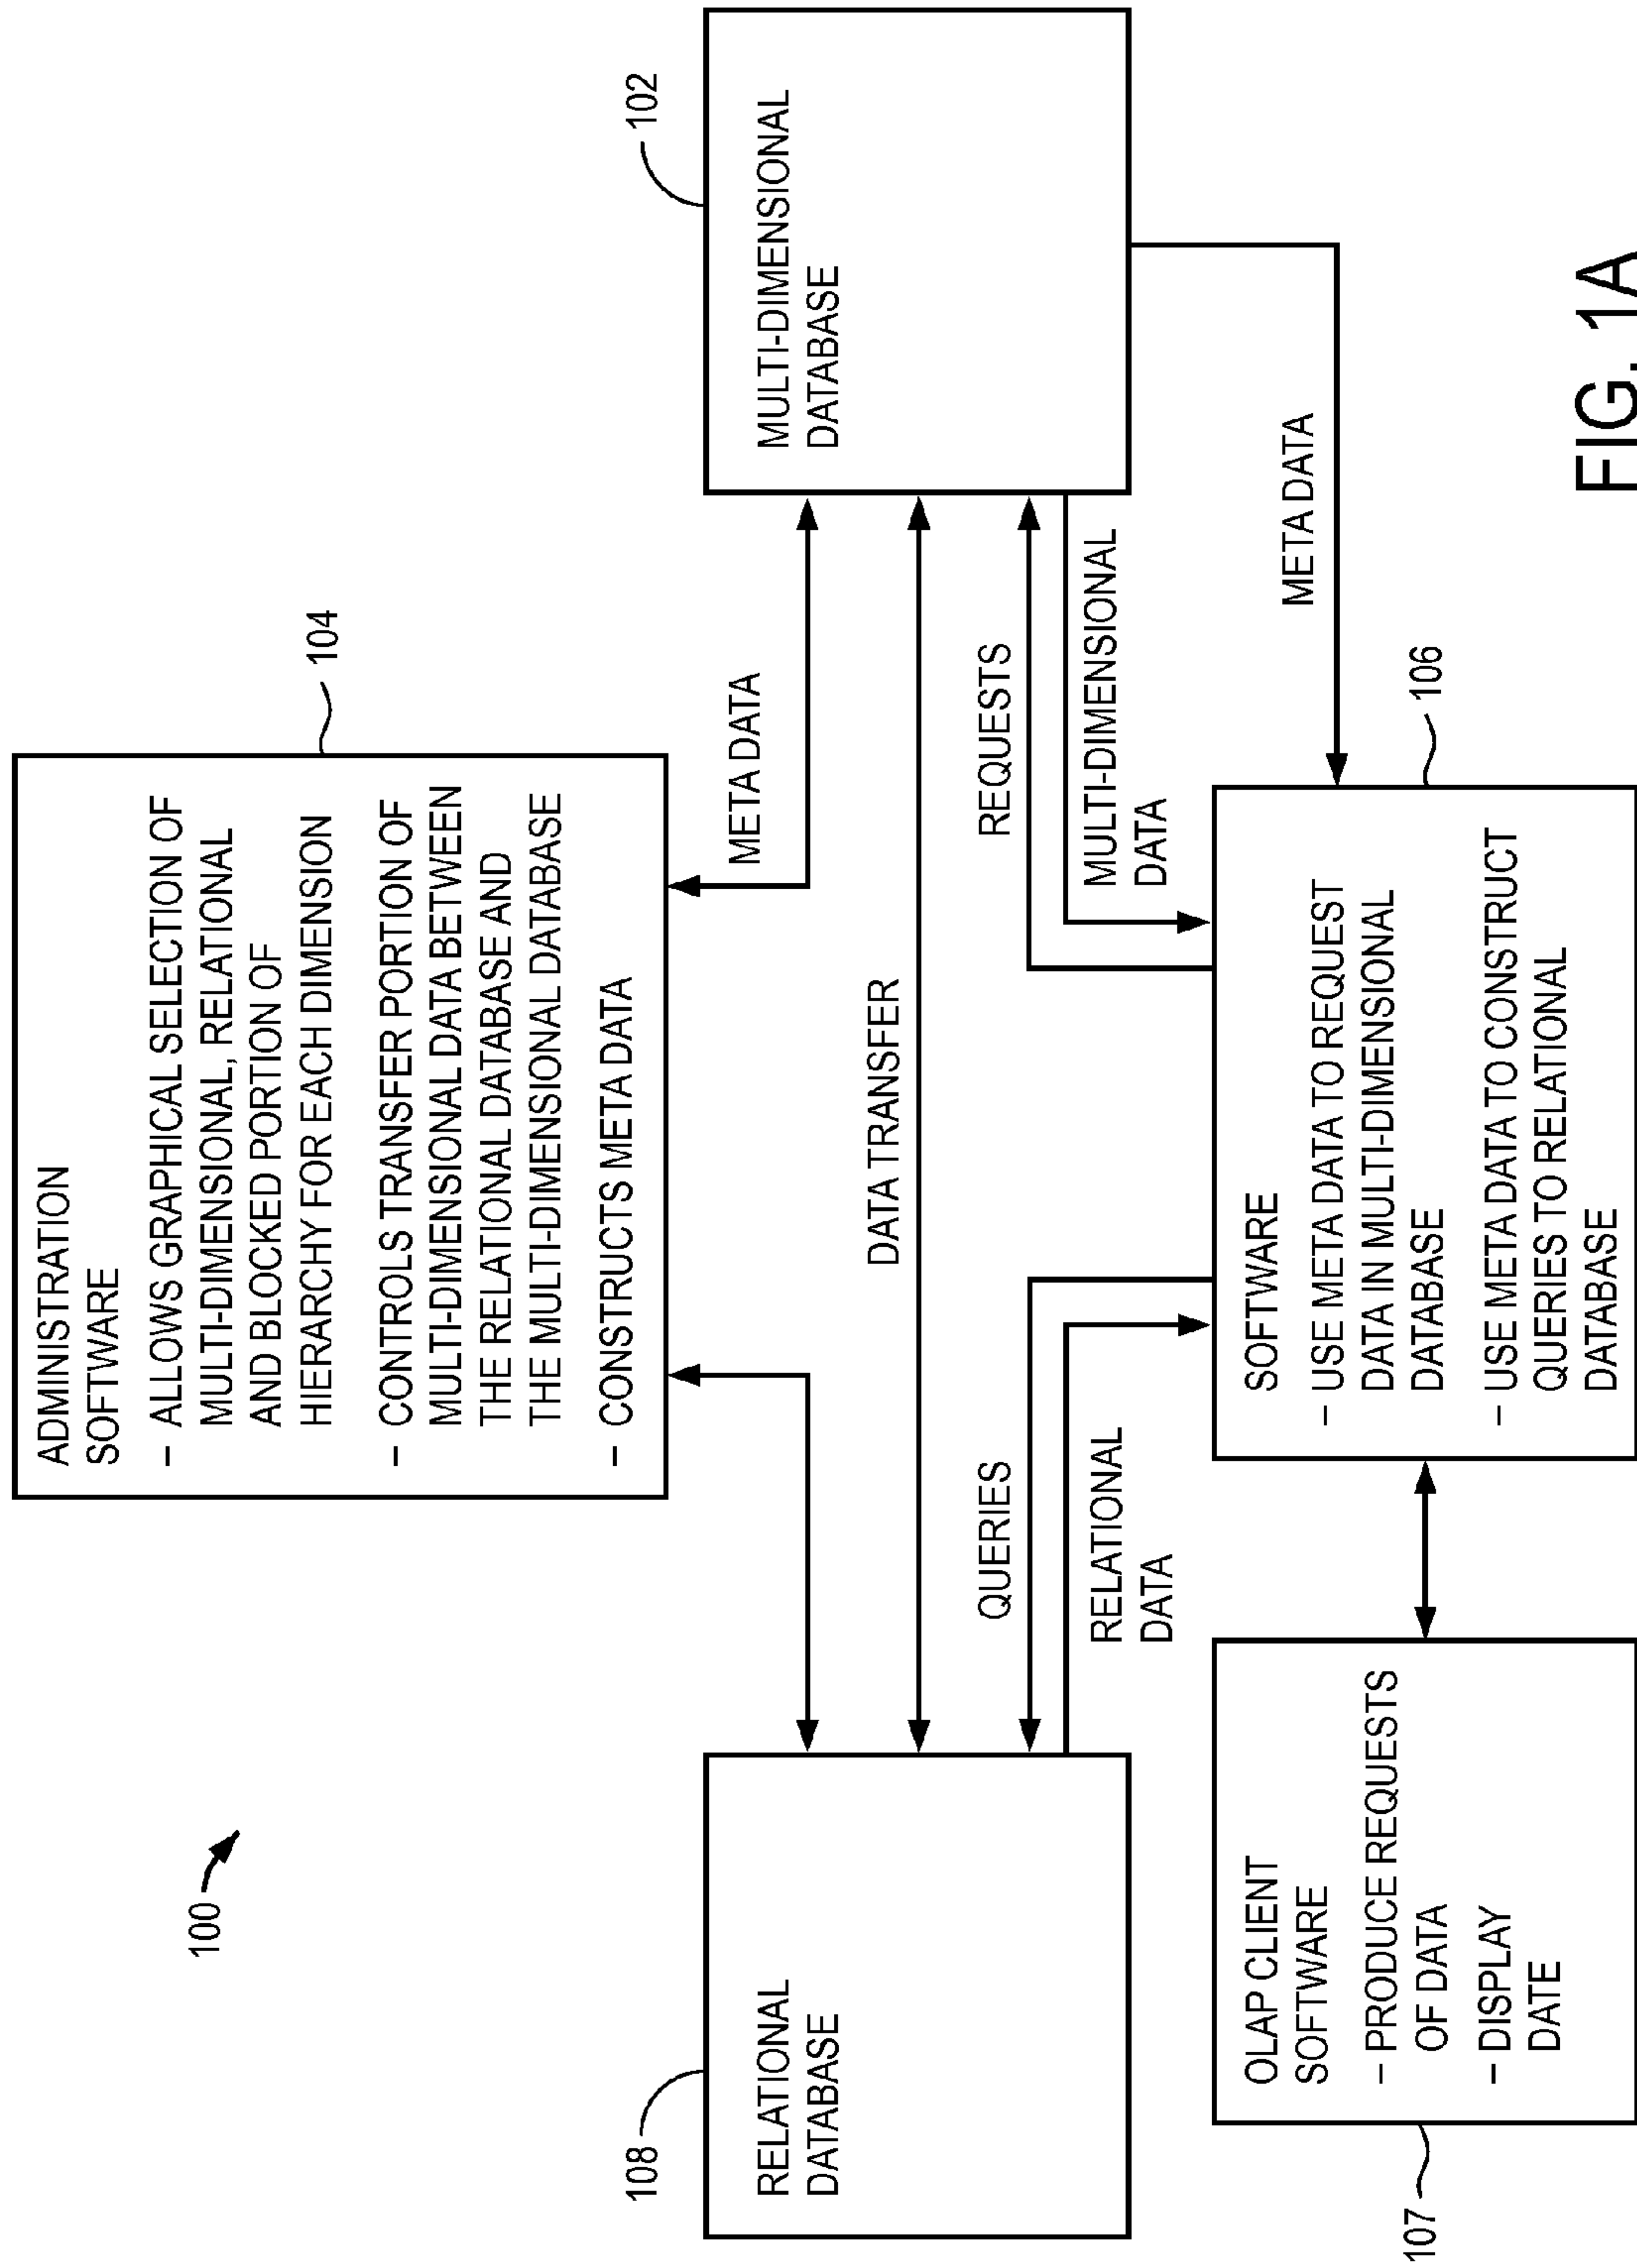 100
ADMINISTRATION
SOFTWARE
– ALLOWS GRAPHICAL SELECTION OF
MULTI-DIMENSIONAL, RELATIONAL
AND BLOCKED PORTION OF
HIERARCHY FOR EACH DIMENSION
– CONTROLS TRANSFER PORTION OF
MULTI-DIMENSIONAL DATA BETWEEN
THE RELATIONAL DATABASE AND
THE MULTI-DIMENSIONAL DATABASE
– CONSTRUCTS META DATA
104
META DATA
108
RELATIONAL
DATABASE
DATA TRANSFER
102
MULTI-DIMENSIONAL
DATABASE
QUERIES
RELATIONAL
DATA
REQUESTS
MULTI-DIMENSIONAL
DATA
META DATA
107
OLAP CLIENT
SOFTWARE
– PRODUCE REQUESTS
OF DATA
– DISPLAY
DATE
SOFTWARE
– USE META DATA TO REQUEST
DATA IN MULTI-DIMENSIONAL
DATABASE
– USE META DATA TO CONSTRUCT
QUERIES TO RELATIONAL
DATABASE
106
FIG. 1A